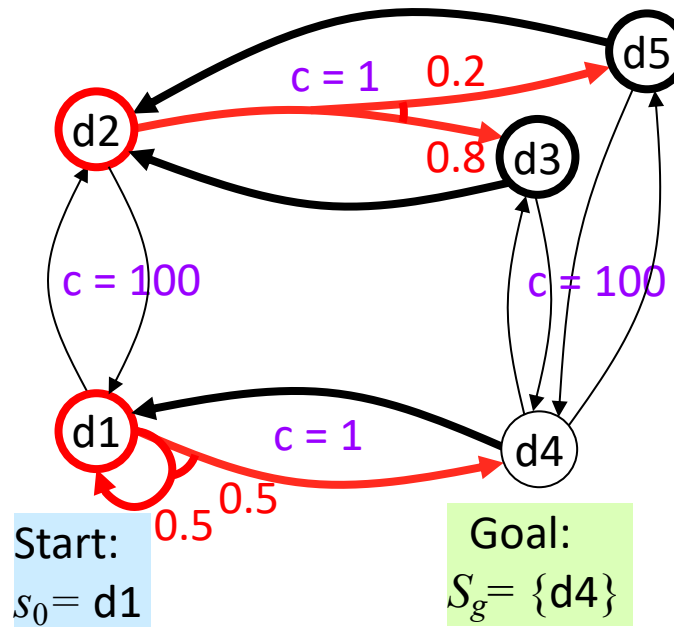 d5
c = 1
0.2
d2
0.8
d3
c = 100
c = 100
d1
c = 1
d4
0.5
0.5
Start:
s0 = d1
Goal:
Sg = {d4}